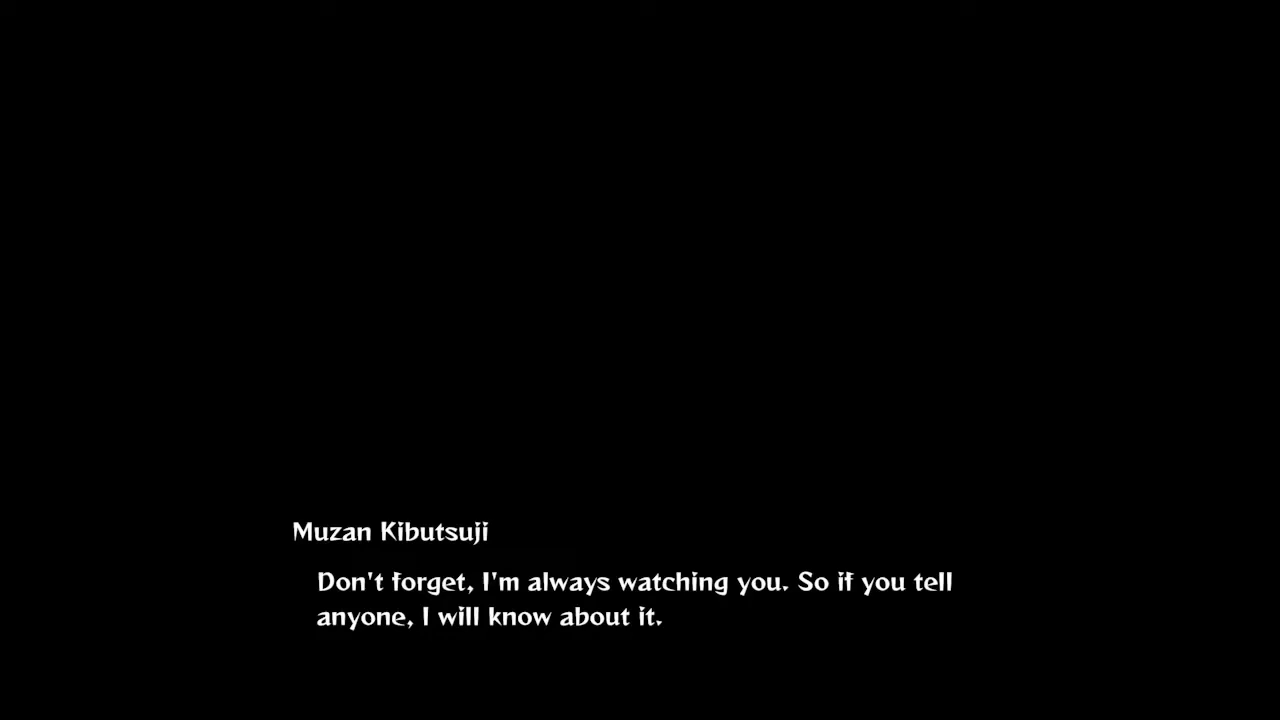 Muzan Kibutsuji
Don't forget, I'm always watching you. So if you tell
anyone, I will know about it.